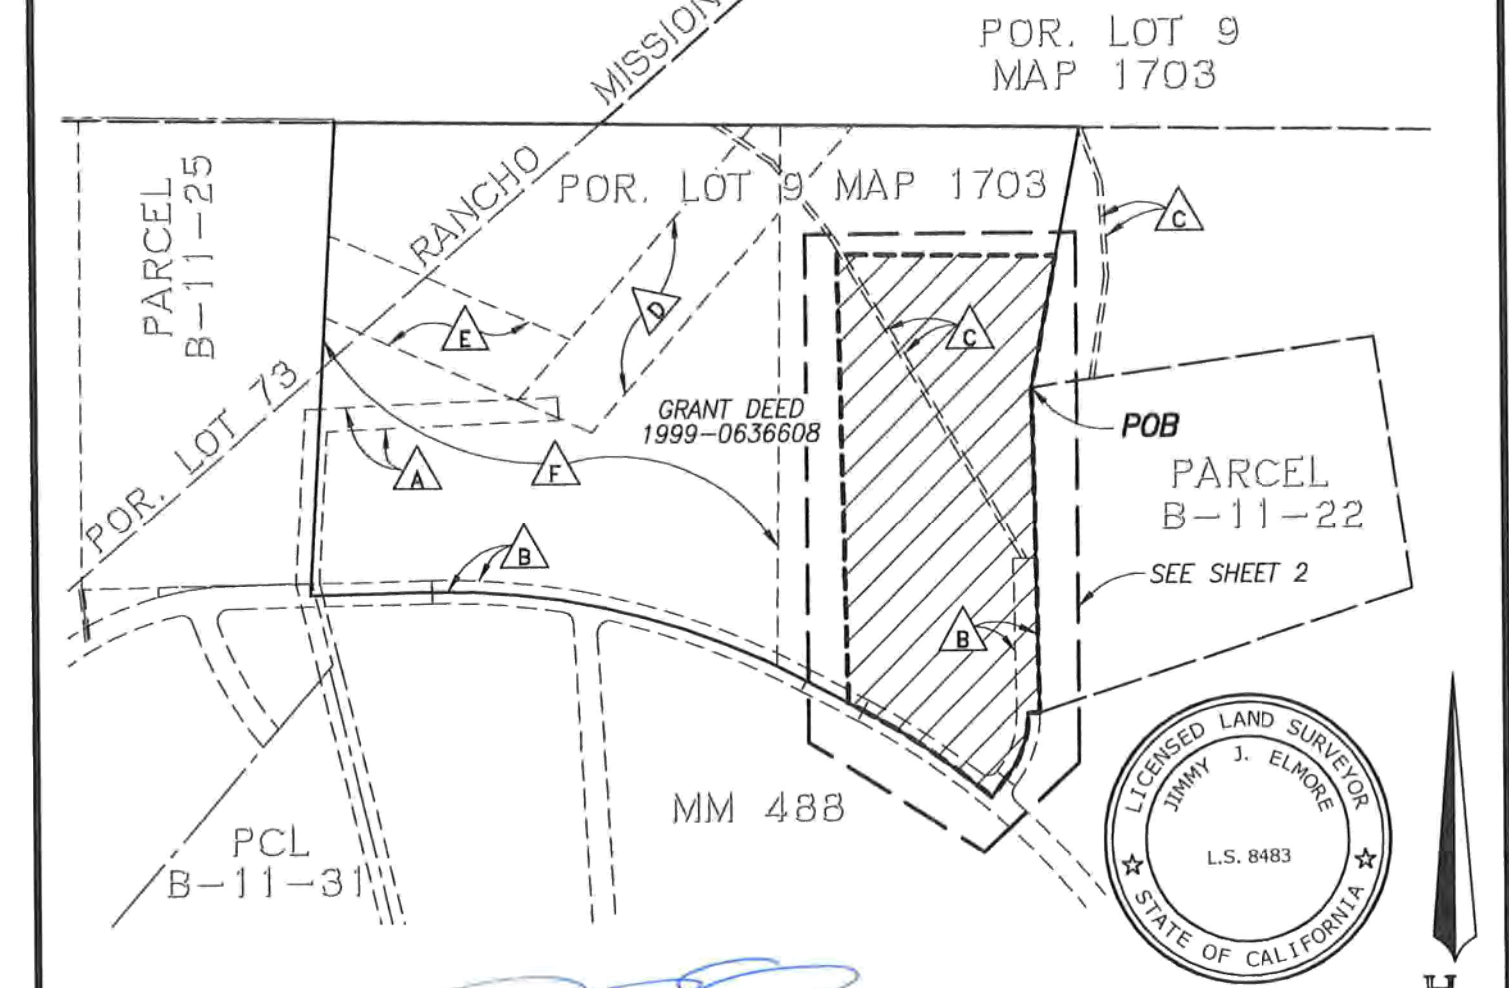 POR. LOT 9
MAP 1703
MISSION
RANCHO
POR. LOT 73
PARCEL
B-11-25
POR. LOT 9 MAP 1703
C
D
E
C
GRANT DEED
1999-0636608
POB
A
F
PARCEL
B-11-22
B
SEE SHEET 2
B
MM 488
PCL
B-11-31
LICENSED LAND SURVEYOR
JIMMY J. ELMORE
L.S. 8483
STATE OF CALIFORNIA